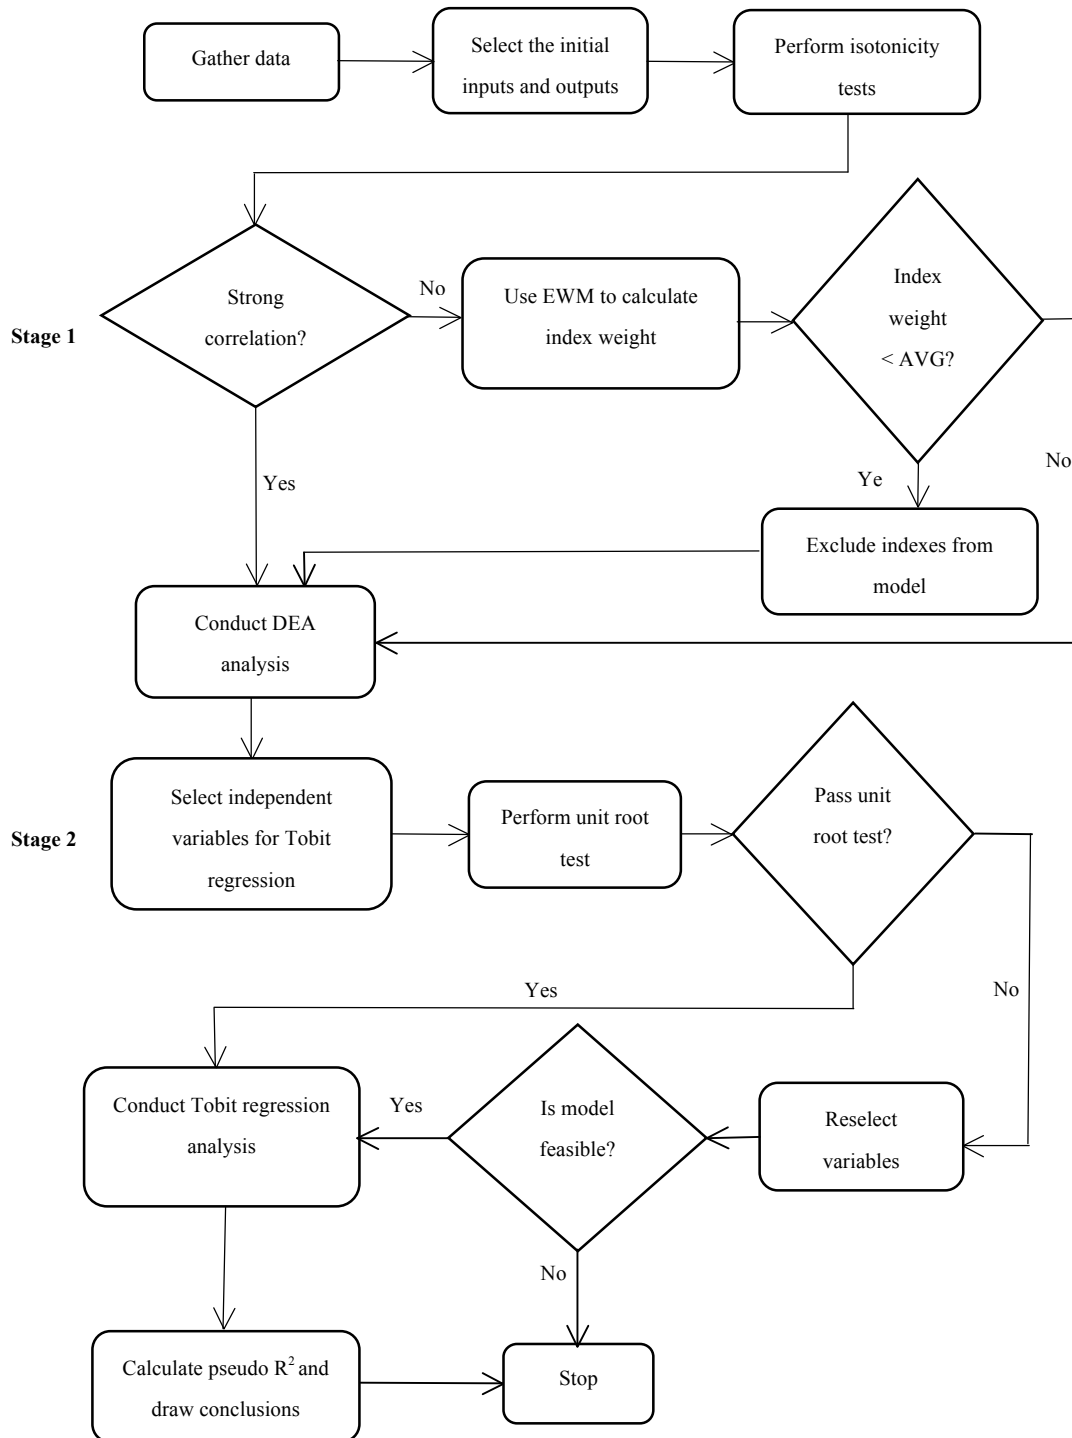 Gather data
Select the initial
inputs and outputs
Perform isotonicity
tests
Stage 1
Strong
correlation?
No
Use EWM to calculate
index weight
Index
weight
< AVG?
No
Yes
Ye
Exclude indexes from
model
Conduct DEA
analysis
Stage 2
Select independent
variables for Tobit
regression
Perform unit root
test
Pass unit
root test?
Yes
No
Conduct Tobit regression
analysis
Yes
Is model
feasible?
Reselect
variables
No
Calculate pseudo R² and
draw conclusions
Stop